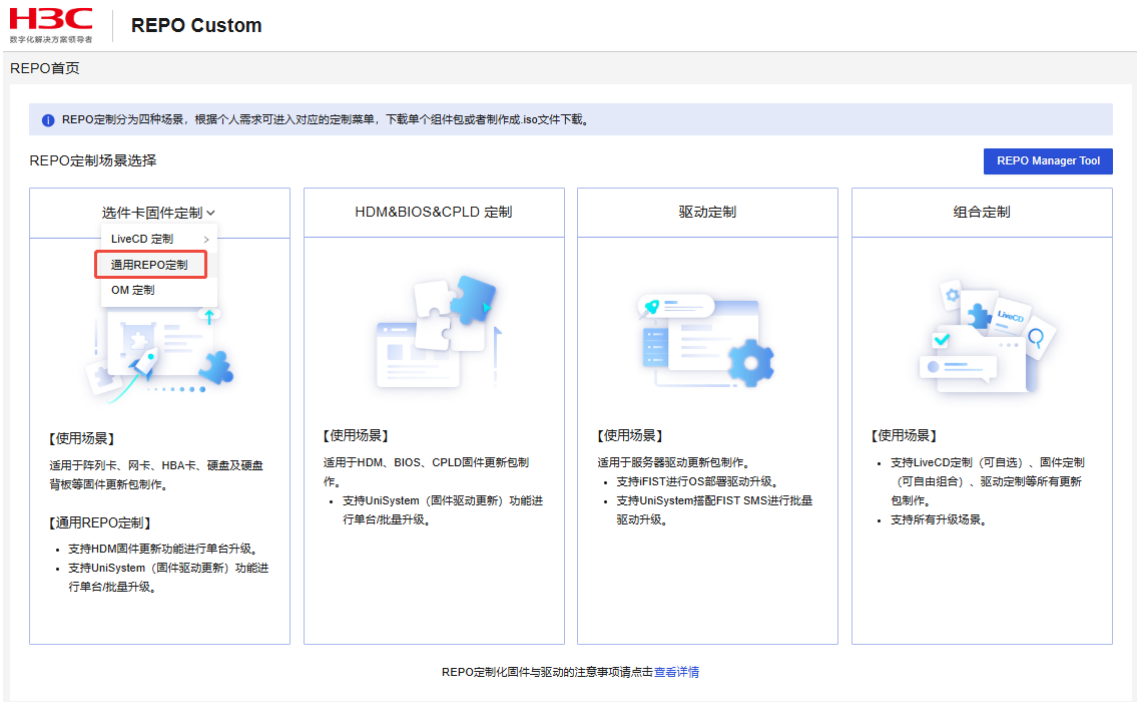 H3C
数字化解决方案领导者
REPO Custom
REPO首页
REPO定制分为四种场景，根据个人需求可进入对应的定制菜单，下载单个组件包或者制作成.iso文件下载。
REPO定制场景选择
REPO Manager Tool
选件卡固件定制
LiveCD 定制
通用REPO定制
OM 定制
【使用场景】
适用于阵列卡、网卡、HBA卡、硬盘及硬盘
背板等固件更新包制作。
【通用REPO定制】
• 支持HDM固件更新功能进行单台升级。
• 支持UniSystem（固件驱动更新）功能进
行单台/批量升级。
HDM&BIOS&CPLD 定制
【使用场景】
适用于HDM、BIOS、CPLD固件更新包制
作。
• 支持UniSystem（固件驱动更新）功能进
行单台/批量升级。
驱动定制
【使用场景】
适用于服务器驱动更新包制作。
• 支持iFIST进行OS部署驱动升级。
• 支持UniSystem搭配FIST SMS进行批量
驱动升级。
组合定制
LiveCD
【使用场景】
• 支持LiveCD定制（可自选）、固件定制
（可自由组合）、驱动定制等所有更新
包制作。
• 支持所有升级场景。
REPO定制化固件与驱动的注意事项请点击查看详情